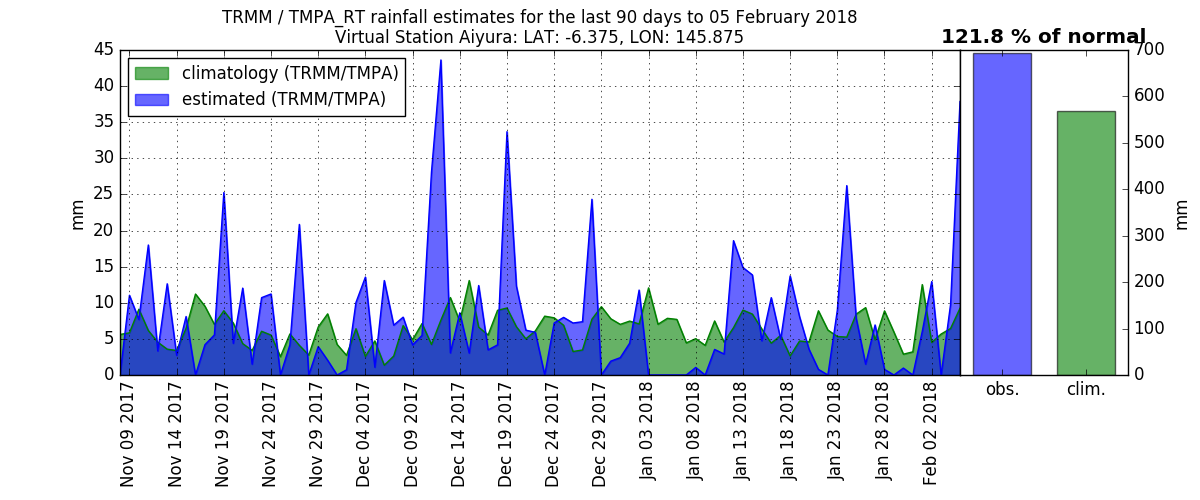 TRMM / TMPA_RT rainfall estimates for the last 90 days to 05 February 2018
Virtual Station Aiyura: LAT: -6.375, LON: 145.875
121.8 % of normal
climatology (TRMM/TMPA)
estimated (TRMM/TMPA)
45
40
35
30
25
20
15
10
5
0
mm
700
600
500
400
300
200
100
0
mm
Nov 09 2017
Nov 14 2017
Nov 19 2017
Nov 24 2017
Nov 29 2017
Dec 04 2017
Dec 09 2017
Dec 14 2017
Dec 19 2017
Dec 24 2017
Dec 29 2017
Jan 03 2018
Jan 08 2018
Jan 13 2018
Jan 18 2018
Jan 23 2018
Jan 28 2018
Feb 02 2018
obs.
clim.